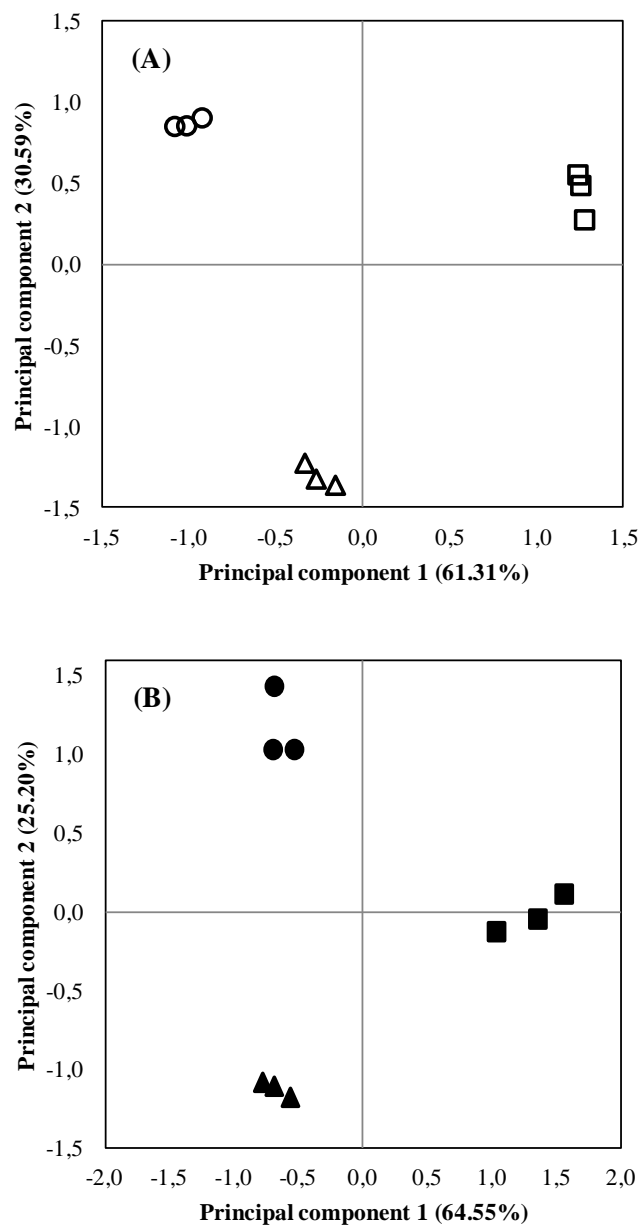 (A)
Principal component 2 (30.59%)
1,5
1,0
0,5
0,0
-0,5
-1,0
-1,5
-1,5 -1,0 -0,5 0,0 0,5 1,0 1,5
Principal component 1 (61.31%)
(B)
Principal component 2 (25.20%)
1,5
1,0
0,5
0,0
-0,5
-1,0
-1,5
-2,0 -1,5 -1,0 -0,5 0,0 0,5 1,0 1,5 2,0
Principal component 1 (64.55%)